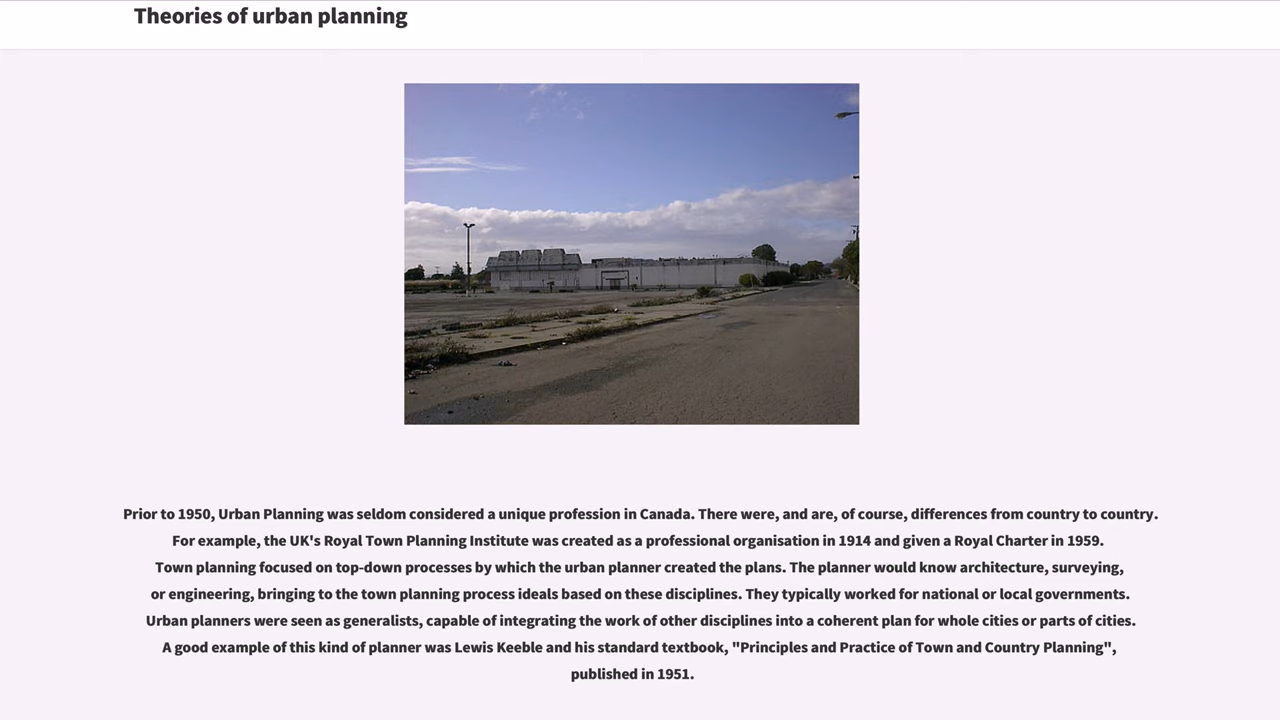 Theories of urban planning
Prior to 1950, Urban Planning was seldom considered a unique profession in Canada. There were, and are, of course, differences from country to country.
For example, the UK's Royal Town Planning Institute was created as a professional organisation in 1914 and given a Royal Charter in 1959.
Town planning focused on top-down processes by which the urban planner created the plans. The planner would know architecture, surveying,
or engineering, bringing to the town planning process ideals based on these disciplines. They typically worked for national or local governments.
Urban planners were seen as generalists, capable of integrating the work of other disciplines into a coherent plan for whole cities or parts of cities.
A good example of this kind of planner was Lewis Keeble and his standard textbook, "Principles and Practice of Town and Country Planning",
published in 1951.